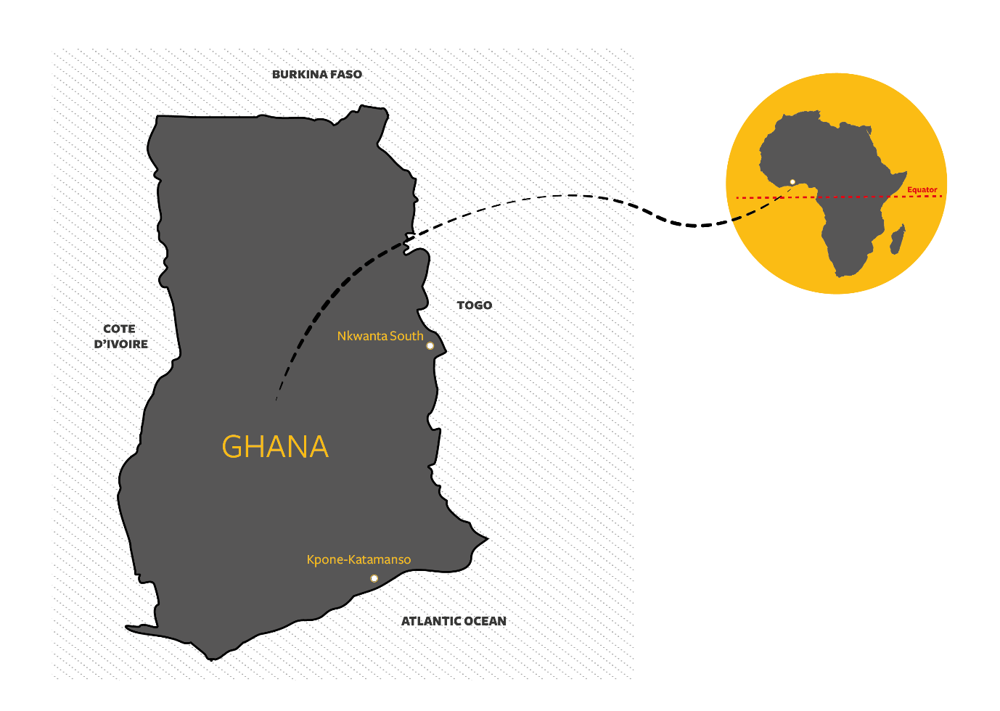 BURKINA FASO
Equator
TOGO
COTE
D'IVOIRE
Nkwanta South
GHANA
Kpone-Katamanso
ATLANTIC OCEAN